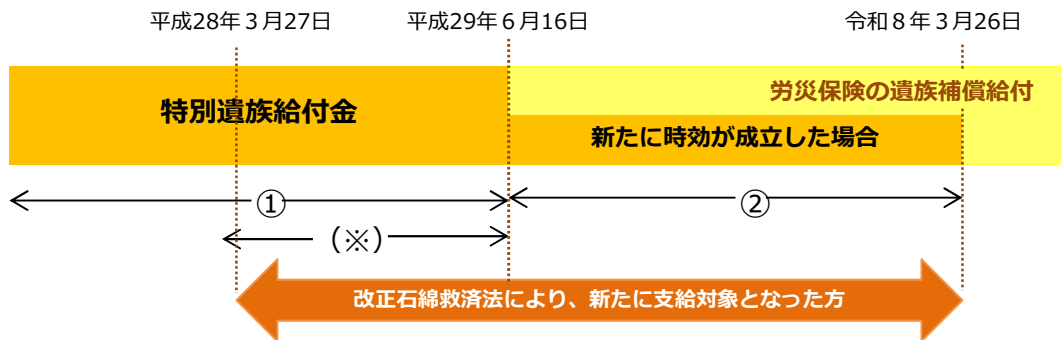 平成28年３月27日 平成29年６月16日 令和８年３月26日
労災保険の遺族補償給付
特別遺族給付金
新たに時効が成立した場合
① ②
（※）
改正石綿救済法により、新たに支給対象となった方